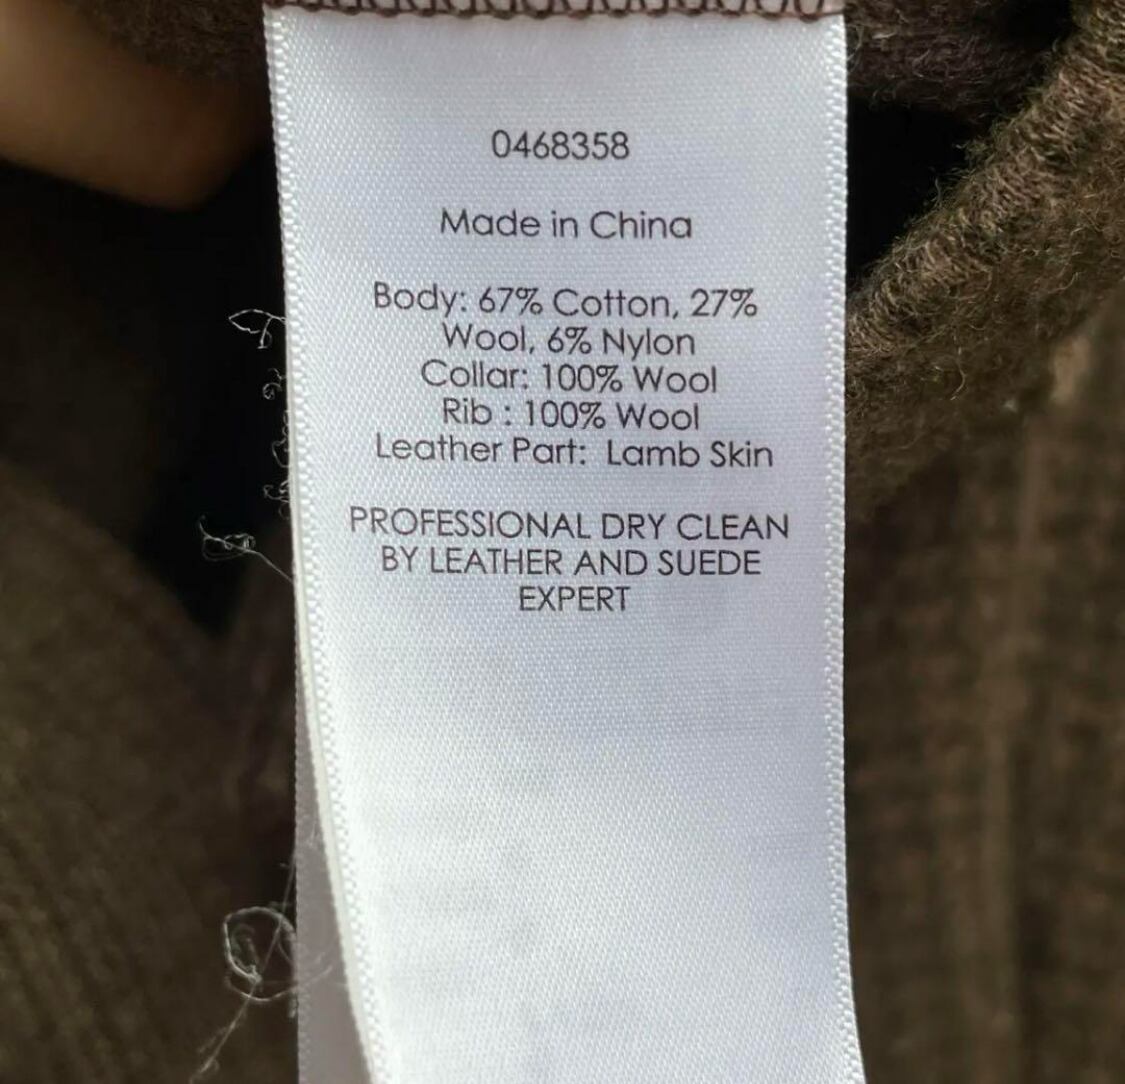 0468358
Made in China
Body: 67% Cotton, 27%
Wool, 6% Nylon
Collar: 100% Wool
Rib : 100% Wool
Leather Part: Lamb Skin
PROFESSIONAL DRY CLEAN
BY LEATHER AND SUEDE
EXPERT